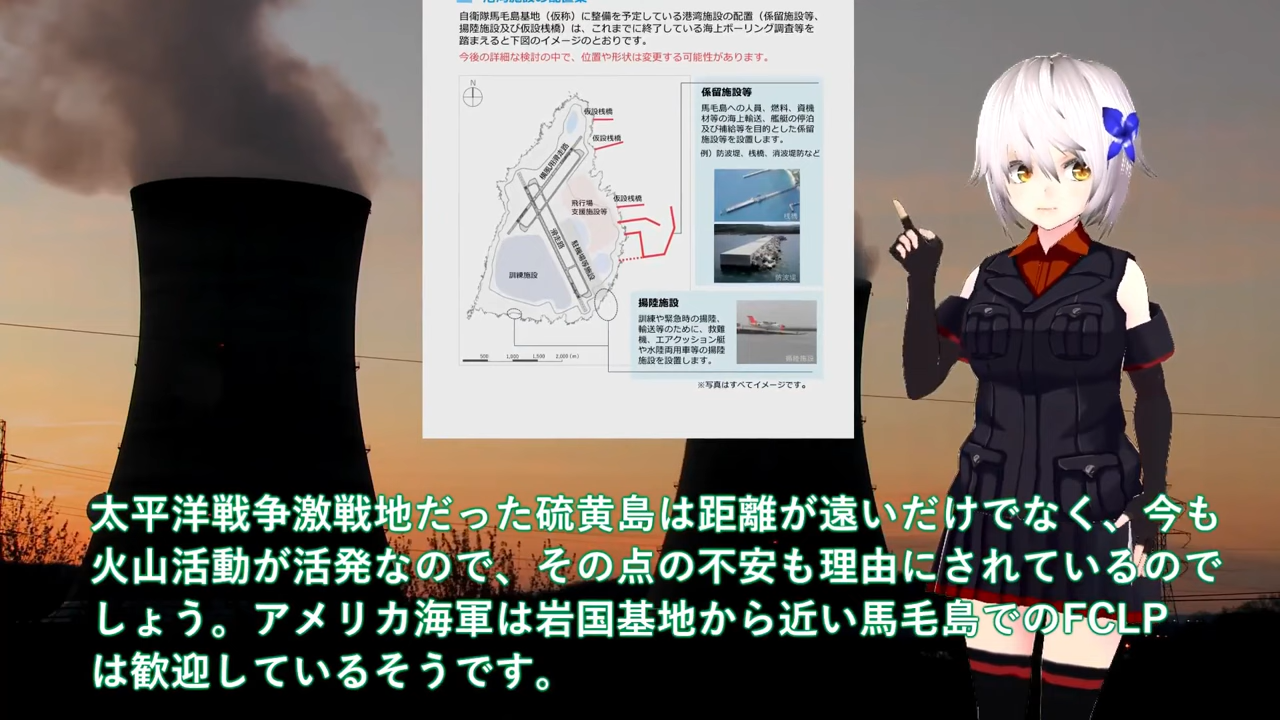 自衛隊馬毛島基地（仮称）に整備を予定している港湾施設の配置（係留施設等、
揚陸施設及び仮設桟橋）は、これまでに終了している海上ボーリング調査等を
踏まえると下図のイメージのとおりです。
今後の詳細な検討の中で、位置や形状は変更する可能性があります。
N
仮設桟橋
仮設桟橋
横風用滑走路
仮設桟橋
飛行場
支援施設等
滑走路
駐機場等施設
訓練施設
500 1,000 1,500 2,000 (m)
係留施設等
馬毛島への人員、燃料、資機
材等の海上輸送、艦艇の停泊
及び補給等を目的とした係留
施設等を設置します。
例）防波堤、桟橋、消波堤防など
桟橋
防波堤
揚陸施設
訓練や緊急時の揚陸、
輸送等のために、救難
機、エアクッション艇
や水陸両用車等の揚陸
施設を設置します。
揚陸施設
※写真はすべてイメージです。
太平洋戦争激戦地だった硫黄島は距離が遠いだけでなく、今も
火山活動が活発なので、その点の不安も理由にされているので
しょう。アメリカ海軍は岩国基地から近い馬毛島でのFCLP
は歓迎しているそうです。